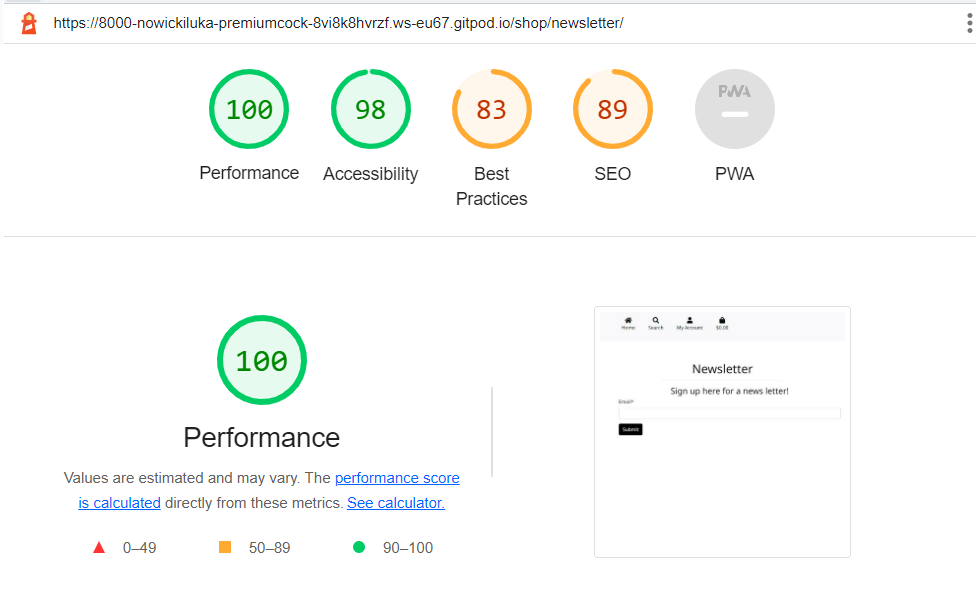 https://8000-nowickiluka-premiumcock-8vi8k8hvrzf.ws-eu67.gitpod.io/shop/newsletter/
100 98 83 89 PWA
Performance Accessibility Best Practices SEO PWA
100
Performance
Values are estimated and may vary. The performance score
is calculated directly from these metrics. See calculator.
0–49 50–89 90–100
Home Search My Account $0.00
Newsletter
Sign up here for a news letter!
Email*
Submit